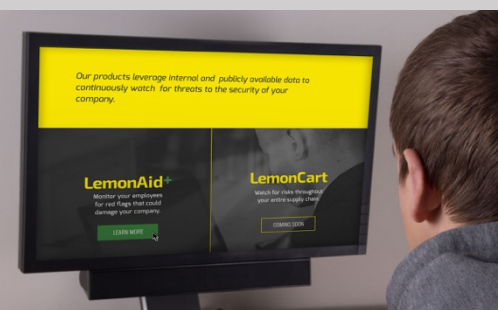 Our products leverage internal and publicly available data to
continuously watch for threats to the security of your
company.
LemonAid+
Monitor your employees
for red flags that could
damage your company.
LEARN MORE
LemonCart
Watch for risks throughout
your entire supply chain
COMING SOON